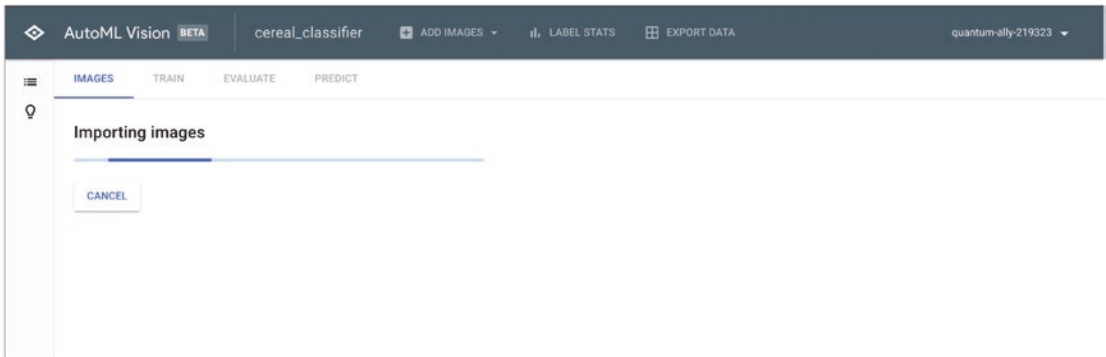 AutoML Vision BETA cereal_classifier ADD IMAGES LABEL STATS EXPORT DATA quantum-ally-219323
IMAGES TRAIN EVALUATE PREDICT
Importing images
CANCEL